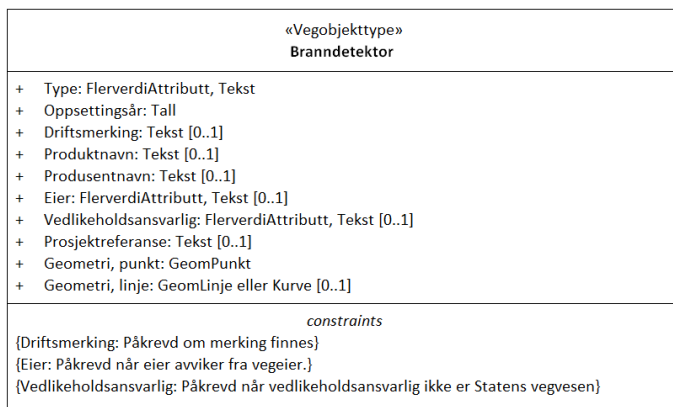 «Vegobjekttype»
Branndetektor
+ Type: FlerverdiAttributt, Tekst
+ Oppsettingsår: Tall
+ Driftsmerking: Tekst [0..1]
+ Produktnavn: Tekst [0..1]
+ Produsentnavn: Tekst [0..1]
+ Eier: FlerverdiAttributt, Tekst [0..1]
+ Vedlikeholdsansvarlig: FlerverdiAttributt, Tekst [0..1]
+ Prosjektreferanse: Tekst [0..1]
+ Geometri, punkt: GeomPunkt
+ Geometri, linje: GeomLinje eller Kurve [0..1]
constraints
{Driftsmerking: Påkrevd om merking finnes}
{Eier: Påkrevd når eier avviker fra vegeier.}
{Vedlikeholdsansvarlig: Påkrevd når vedlikeholdsansvarlig ikke er Statens vegvesen}